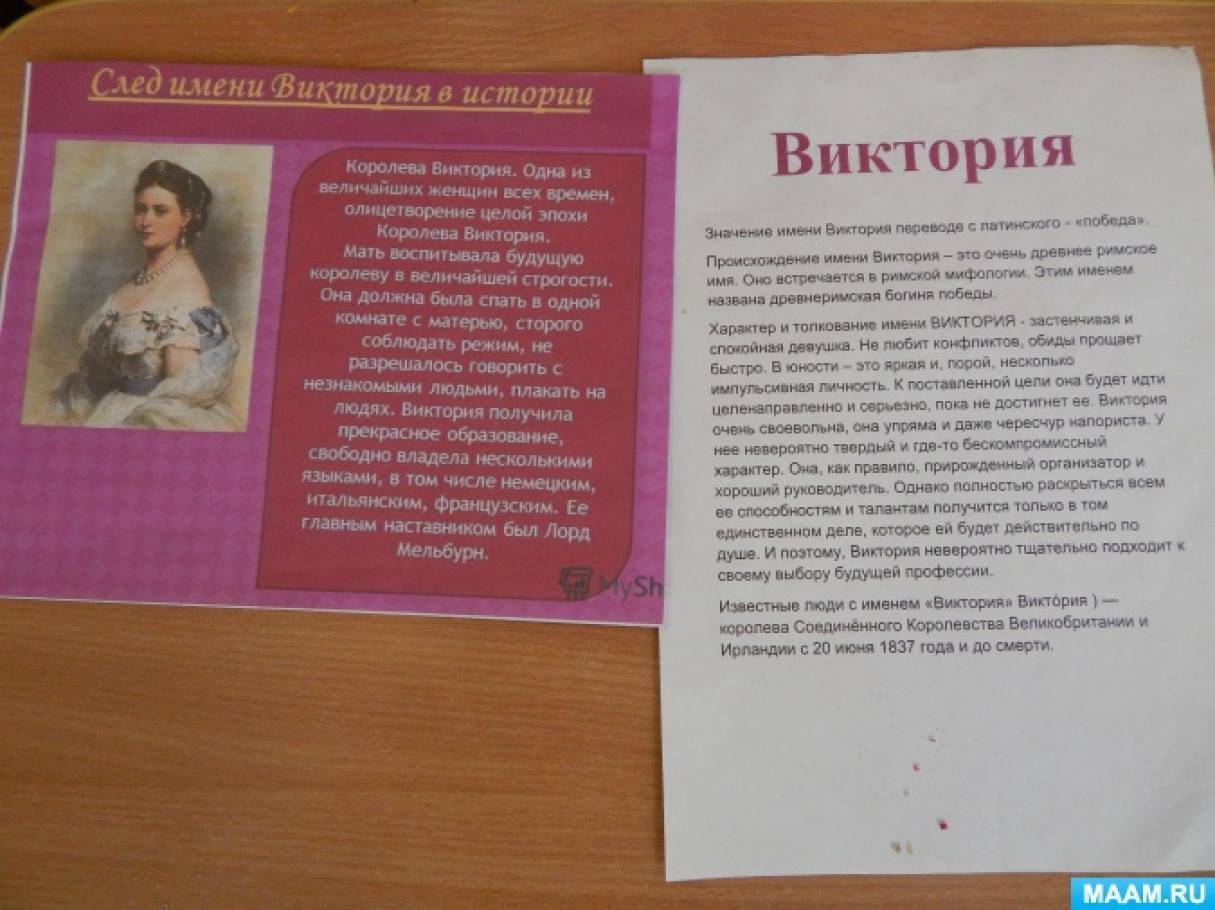 След имени Виктория в истории
Королева Виктория. Одна из
величайших женщин всех времен,
олицетворение целой эпохи
Королева Виктория.
Мать воспитывала будущую
королеву в величайшей строгости.
Она должна была спать в одной
комнате с матерью, сторого
соблюдать режим, не
разрешалось говорить с
незнакомыми людьми, плакать на
людях. Виктория получила
прекрасное образование,
свободно владела несколькими
языками, в том числе немецким,
итальянским, французским. Ее
главным наставником был Лорд
Мельбурн.
MySh
Виктория
Значение имени Виктория переводе с латинского - «победа».
Происхождение имени Виктория – это очень древнее римское
имя. Оно встречается в римской мифологии. Этим именем
названа древнеримская богиня победы.
Характер и толкование имени ВИКТОРИЯ - застенчивая и
спокойная девушка. Не любит конфликтов, обиды прощает
быстро. В юности – это яркая и, порой, несколько
импульсивная личность. К поставленной цели она будет идти
целенаправленно и серьезно, пока не достигнет ее. Виктория
очень своевольна, она упряма и даже чересчур напориста. У
нее невероятно твердый и где-то бескомпромиссный
характер. Она, как правило, прирожденный организатор и
хороший руководитель. Однако полностью раскрыться всем
ее способностям и талантам получится только в том
единственном деле, которое ей будет действительно по
душе. И поэтому, Виктория невероятно тщательно подходит к
своему выбору будущей профессии.
Известные люди с именем «Виктория» Викто́рия ) —
королева Соединённого Королевства Великобритании и
Ирландии с 20 июня 1837 года и до смерти.
MAAM.RU